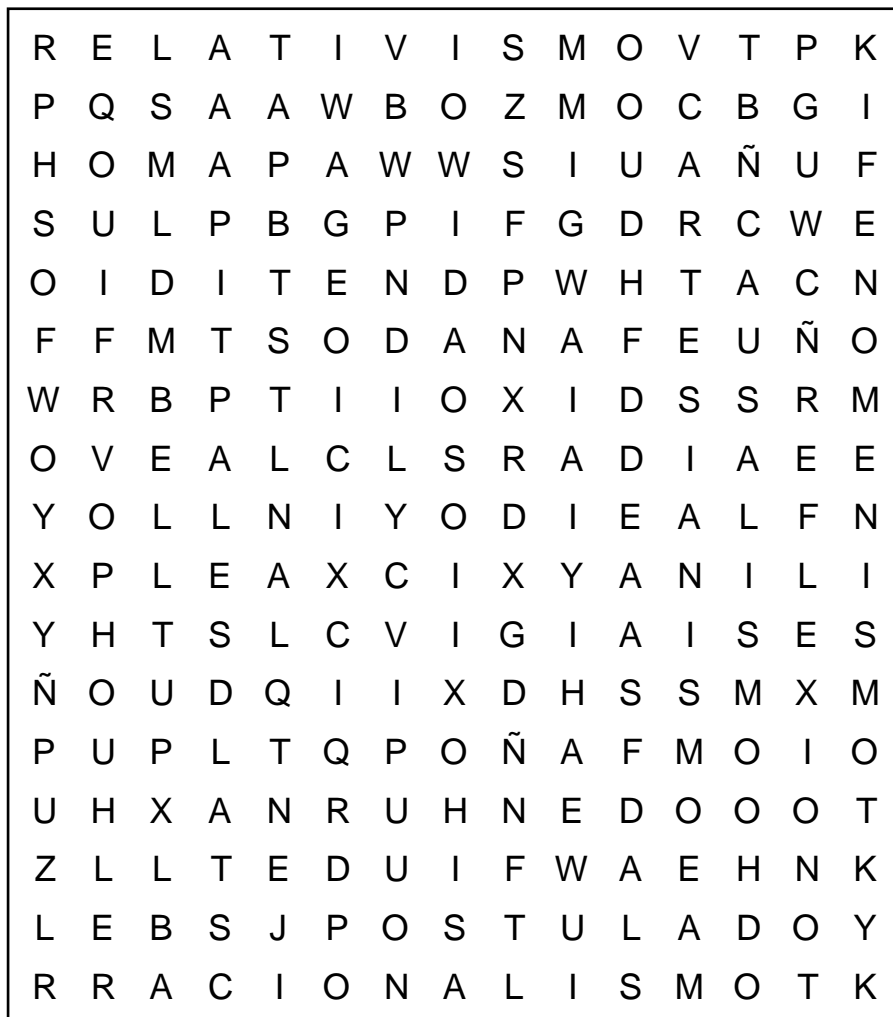 R E L A T I V I S M O V T P K
P Q S A A W B O Z M O C B G I
H O M A P A W W S I U A Ñ U F
S U L P B G P I F G D R C W E
O I D I T E N D P W H T A C N
F F M T S O D A N A F E U Ñ O
W R B P T I I O X I D S S R M
O V E A L C L S R A D I A E E
Y O L L N I Y O D I E A L F N
X P L E A X C I X Y A N I L I
Y H T S L C V I G I A I S E S
Ñ O U D Q I I X D H S S M X M
P U P L T Q P O Ñ A F M O I O
U H X A N R U H N E D O O O T
Z L L T E D U I F W A E H N K
L E B S J P O S T U L A D O Y
R R A C I O N A L I S M O T K